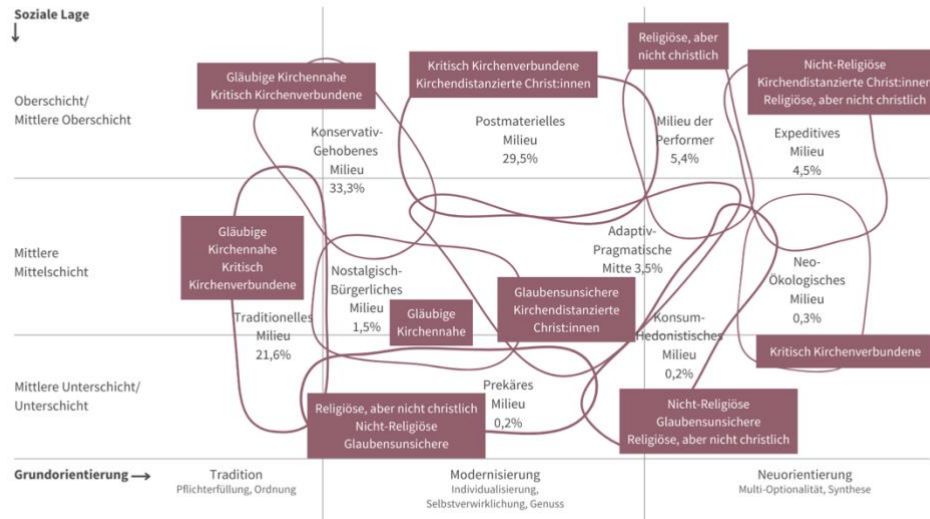 Soziale Lage
Religiöse, aber
nicht christlich
Kritisch Kirchenverbundene
Kirchendistanzierte Christ:innen
Nicht-Religiöse
Kirchendistanzierte Christ:innen
Religiöse, aber nicht christlich
Gläubige Kirchennahe
Kritisch Kirchenverbundene
Oberschicht/
Mittlere Oberschicht
Konservativ-
Gehobenes
Milieu
33,3%
Postmaterielles
Milieu
29,5%
Milieu der
Performer
5,4%
Expeditives
Milieu
4,5%
Gläubige
Kirchennahe
Kritisch
Kirchenverbundene
Mittlere
Mittelschicht
Adaptiv-
Pragmatische
Mitte 3,5%
Nostalgisch-
Bürgerliches
Milieu
1,5%
Neo-
Ökologisches
Milieu
0,3%
Glaubensunsichere
Kirchendistanzierte
Christ:innen
Gläubige
Kirchennahe
Traditionelles
Milieu
21,6%
Konsum-
Hedonistisches
Milieu
0,2%
Kritisch Kirchenverbundene
Mittlere Unterschicht/
Unterschicht
Prekäres
Milieu
0,2%
Religiöse, aber nicht christlich
Nicht-Religiöse
Glaubensunsichere
Nicht-Religiöse
Glaubensunsichere
Religiöse, aber nicht christlich
Grundorientierung
Tradition
Pflichterfüllung, Ordnung
Modernisierung
Individualisierung,
Selbstverwirklichung, Genuss
Neuorientierung
Multi-Optionalität, Synthese